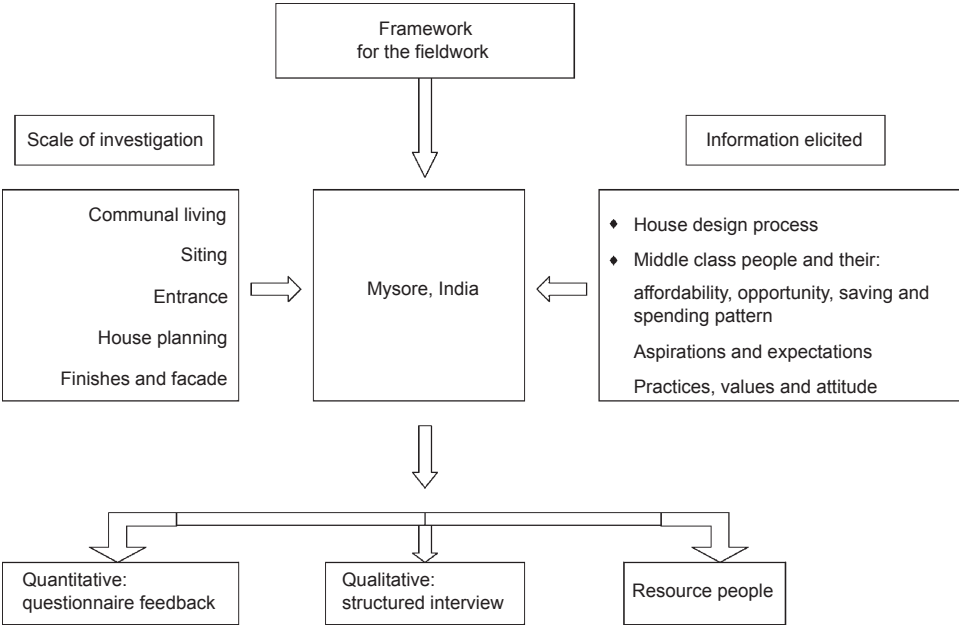 Framework
for the fieldwork
Scale of investigation
Information elicited
Communal living
Siting
Entrance
House planning
Finishes and facade
Mysore, India
♦ House design process
♦ Middle class people and their:
affordability, opportunity, saving and
spending pattern
Aspirations and expectations
Practices, values and attitude
Quantitative:
questionnaire feedback
Qualitative:
structured interview
Resource people